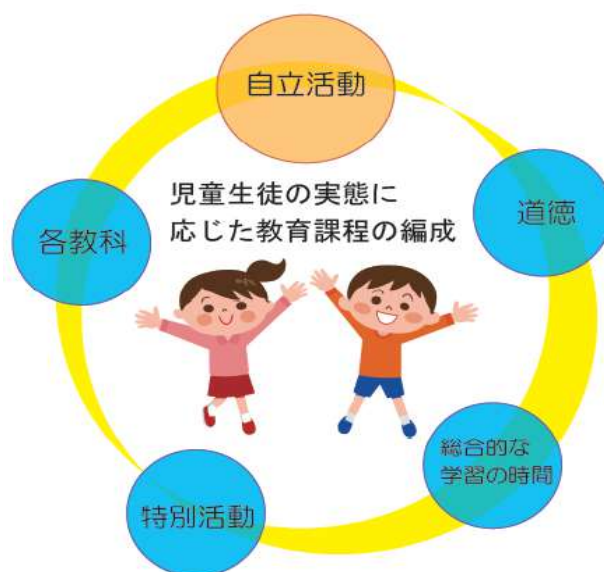 自立活動
児童生徒の実態に
応じた教育課程の編成
道徳
各教科
総合的な
学習の時間
特別活動